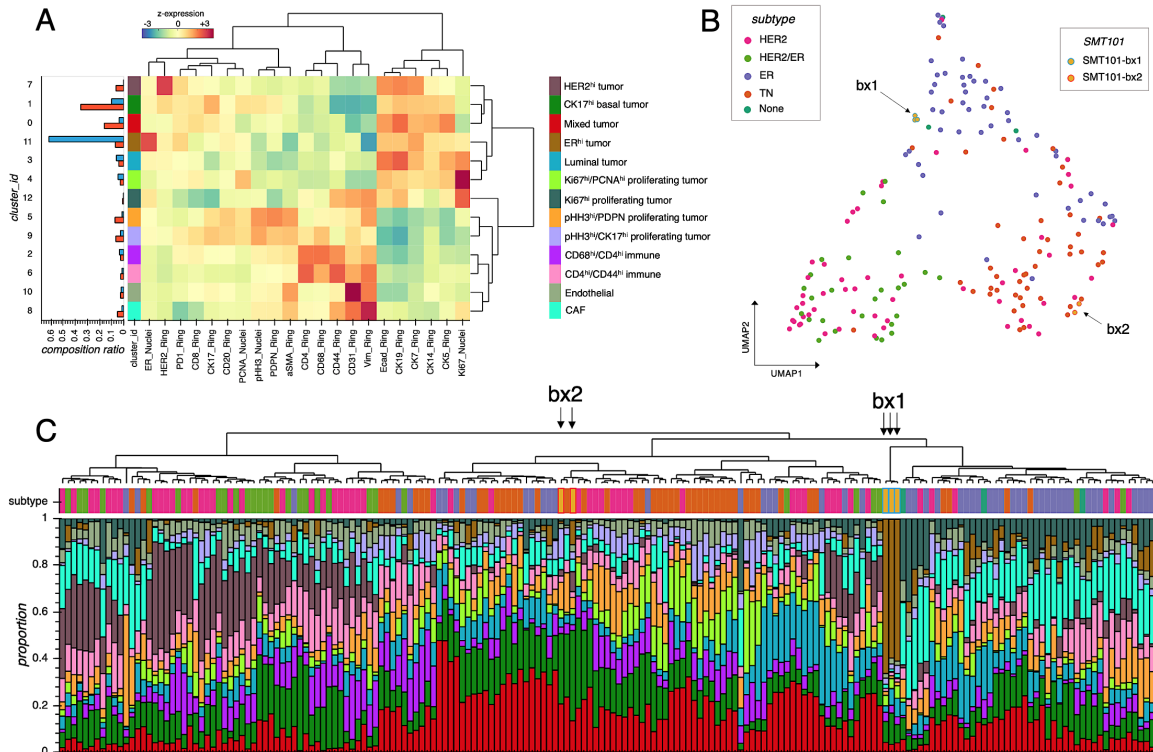 A
z-expression
-3 0 +3
cluster_id
7
1
0
11
3
4
12
5
9
2
6
10
8
HER2hi tumor
CK17hi basal tumor
Mixed tumor
ERhi tumor
Luminal tumor
Ki67hi/PCNAhi proliferating tumor
Ki67hi proliferating tumor
pHH3hi/PDPN proliferating tumor
pHH3hi/CK17hi proliferating tumor
CD68hi/CD4hi immune
CD4hi/CD44hi immune
Endothelial
CAF
0.6 0.5 0.4 0.3 0.2 0.1 0
composition ratio
cluster_id
ER_Nuclei
HER2_Ring
PD1_Ring
CD8_Ring
CK17_Ring
CD20_Ring
PCNA_Nuclei
pHH3_Nuclei
PDPN_Ring
aSMA_Ring
CD4_Ring
CD68_Ring
CD44_Ring
CD31_Ring
Vim_Ring
Ecad_Ring
CK19_Ring
CK7_Ring
CK14_Ring
CK5_Ring
Ki67_Nuclei
B
subtype
HER2
HER2/ER
ER
TN
None
SMT101
SMT101-bx1
SMT101-bx2
bx1
bx2
UMAP2
UMAP1
C
bx2
bx1
subtype
proportion
1
0.8
0.6
0.4
0.2
0